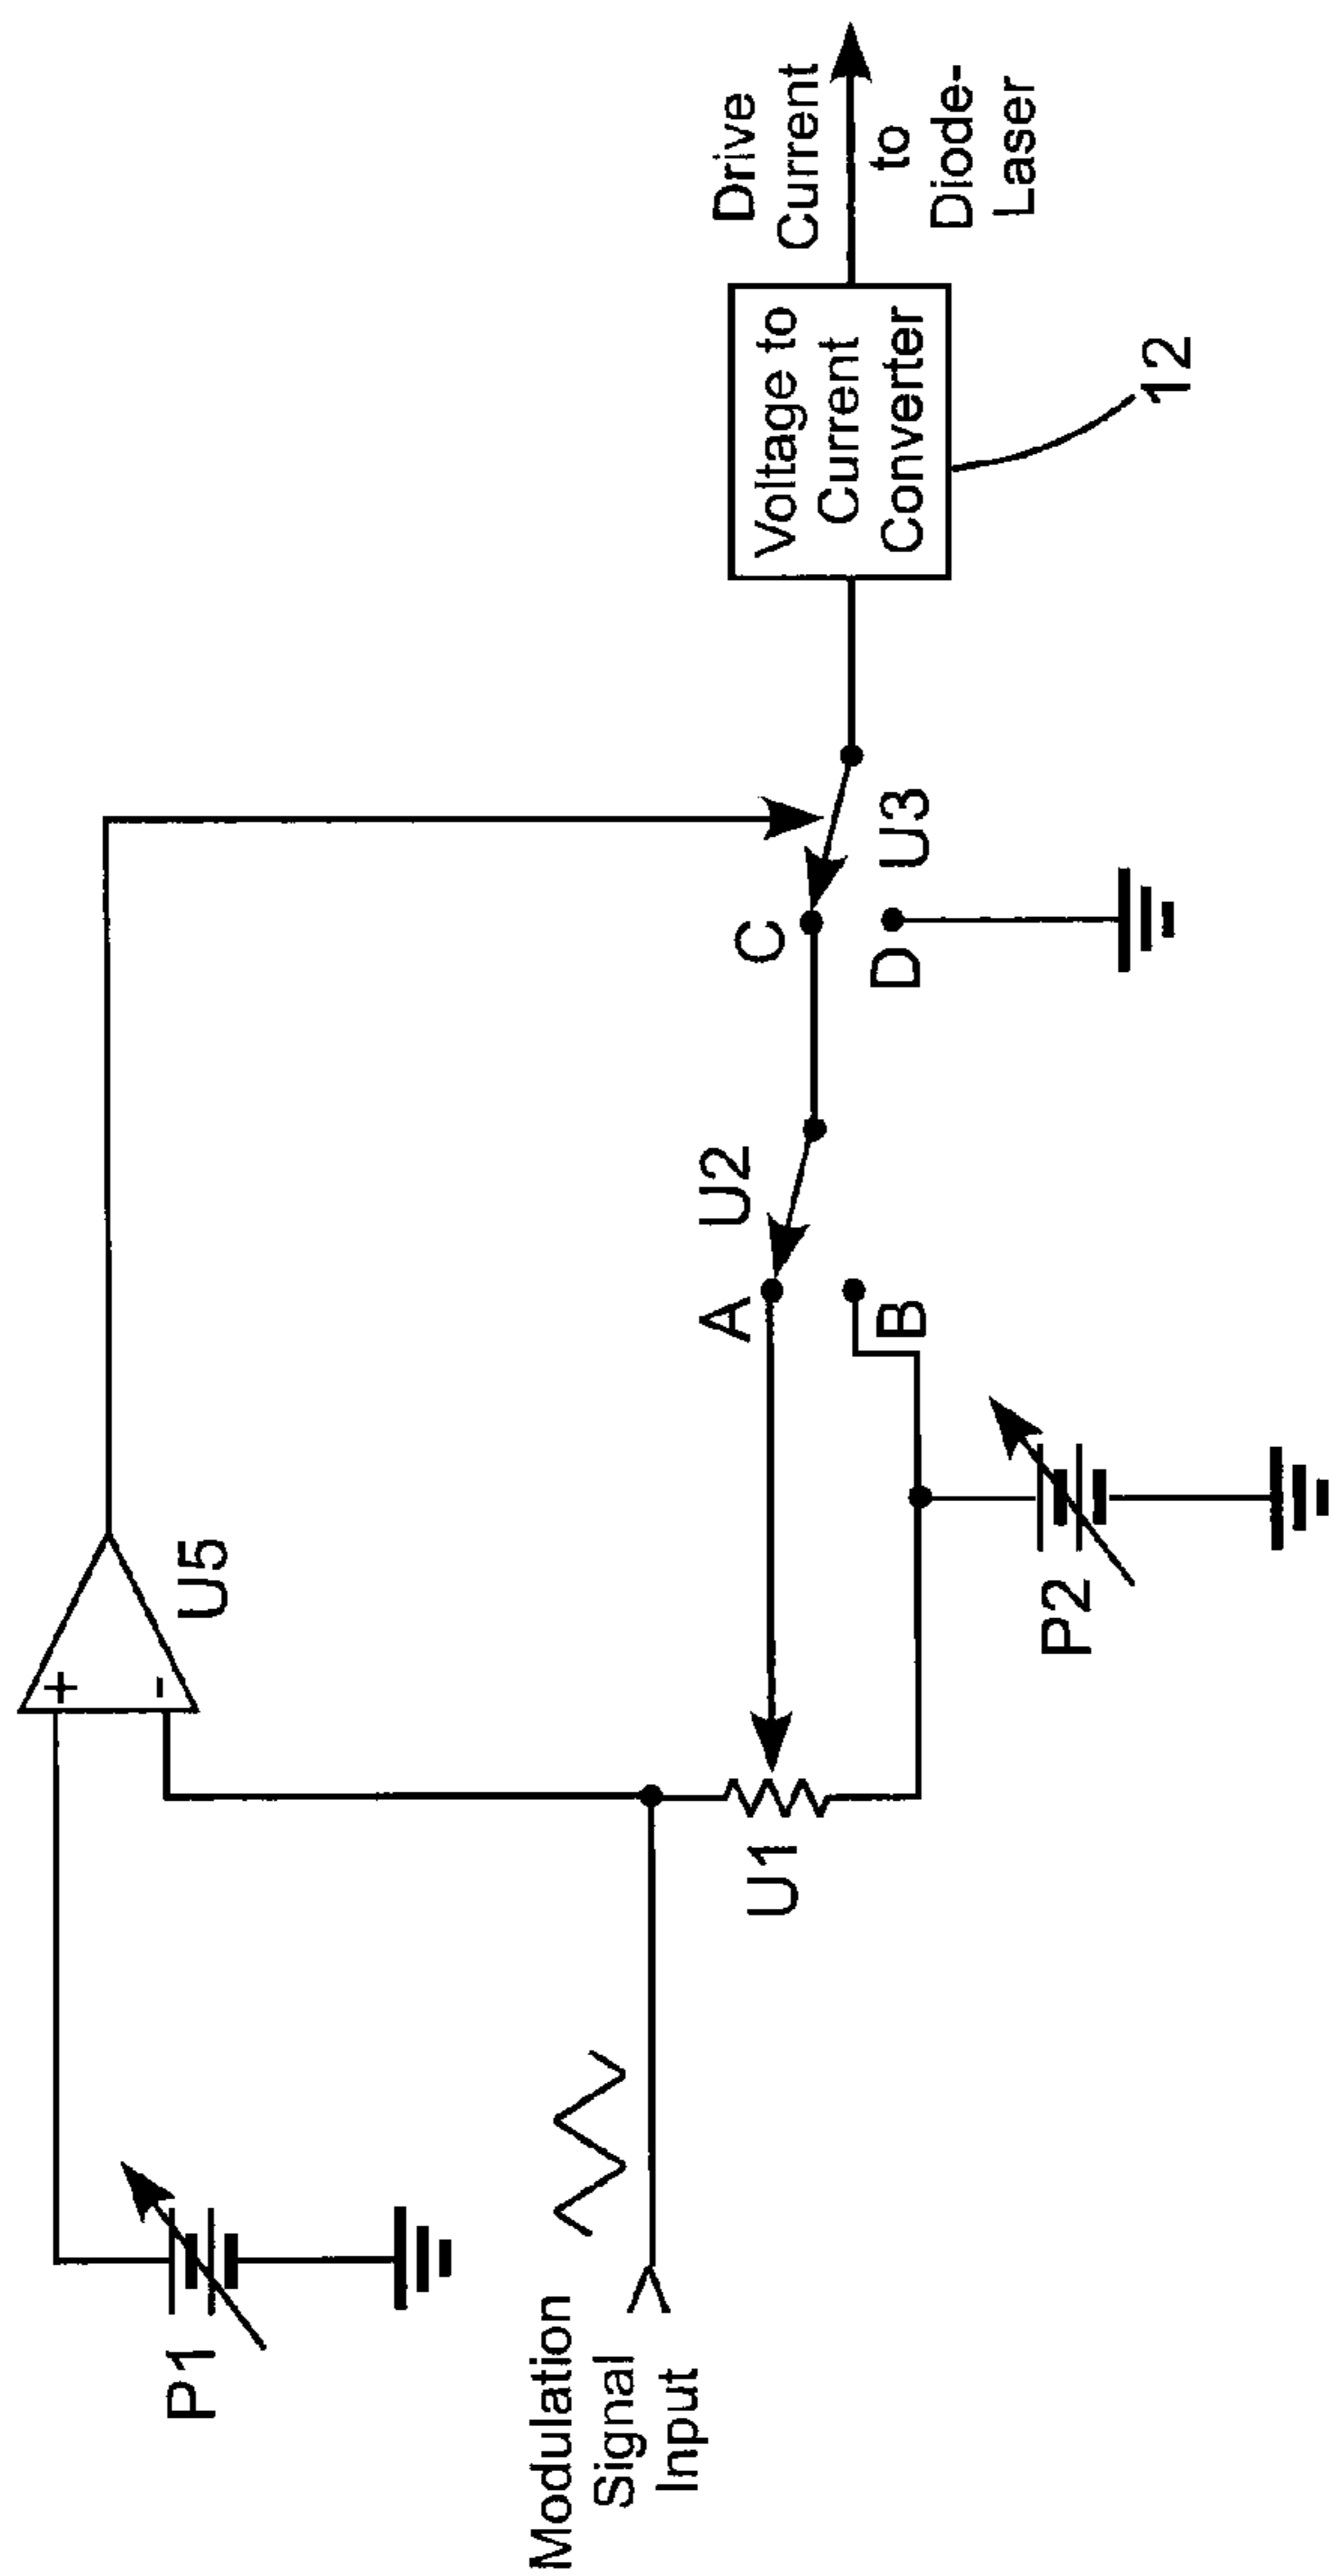 P1
+
-
U5
Modulation
Signal
Input
U1
A
B
U2
P2
C
D
U3
Voltage to
Current
Converter
12
Drive
Current
to
Diode-
Laser